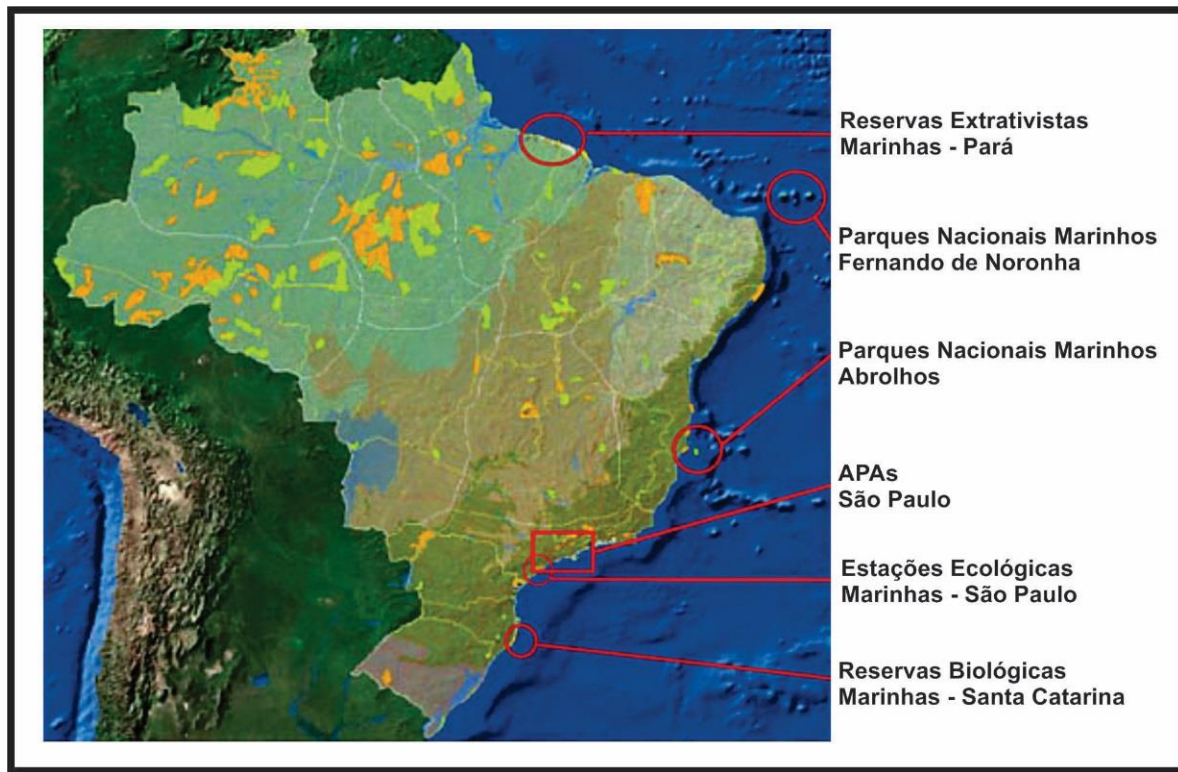 Reservas Extrativistas
Marinhas - Pará
Parques Nacionais Marinhos
Fernando de Noronha
Parques Nacionais Marinhos
Abrolhos
APAs
São Paulo
Estações Ecológicas
Marinhas - São Paulo
Reservas Biológicas
Marinhas - Santa Catarina